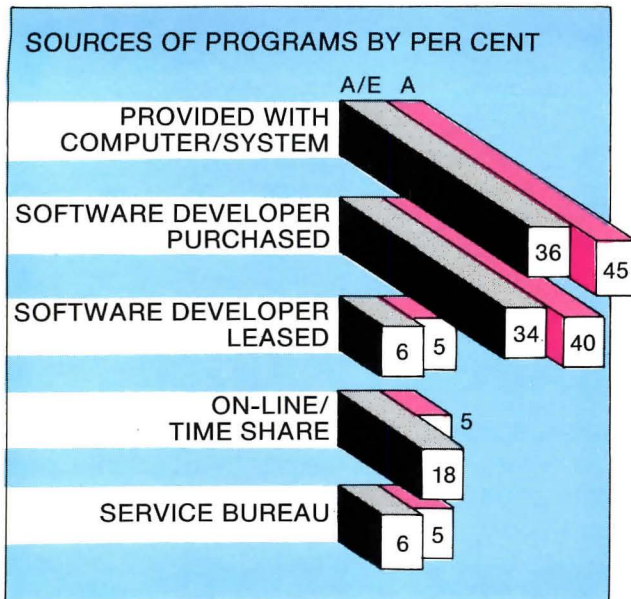 SOURCES OF PROGRAMS BY PER CENT
A/E A
PROVIDED WITH
COMPUTER/SYSTEM
36
45
SOFTWARE DEVELOPER
PURCHASED
34
40
SOFTWARE DEVELOPER
LEASED
6
5
ON-LINE/
TIME SHARE
5
18
SERVICE BUREAU
6
5